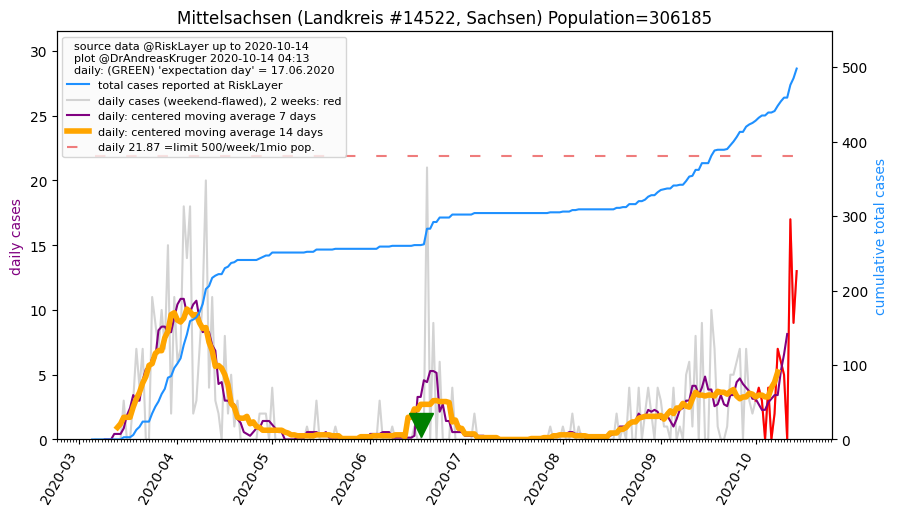 Mittelsachsen (Landkreis #14522, Sachsen) Population=306185
source data @RiskLayer up to 2020-10-14
plot @DrAndreasKruger 2020-10-14 04:13
daily: (GREEN) 'expectation day' = 17.06.2020
total cases reported at RiskLayer
daily cases (weekend-flawed), 2 weeks: red
daily: centered moving average 7 days
daily: centered moving average 14 days
daily 21.87 =limit 500/week/1mio pop.
daily cases
30
25
20
15
10
5
0
cumulative total cases
500
400
300
200
100
0
2020-03
2020-04
2020-05
2020-06
2020-07
2020-08
2020-09
2020-10